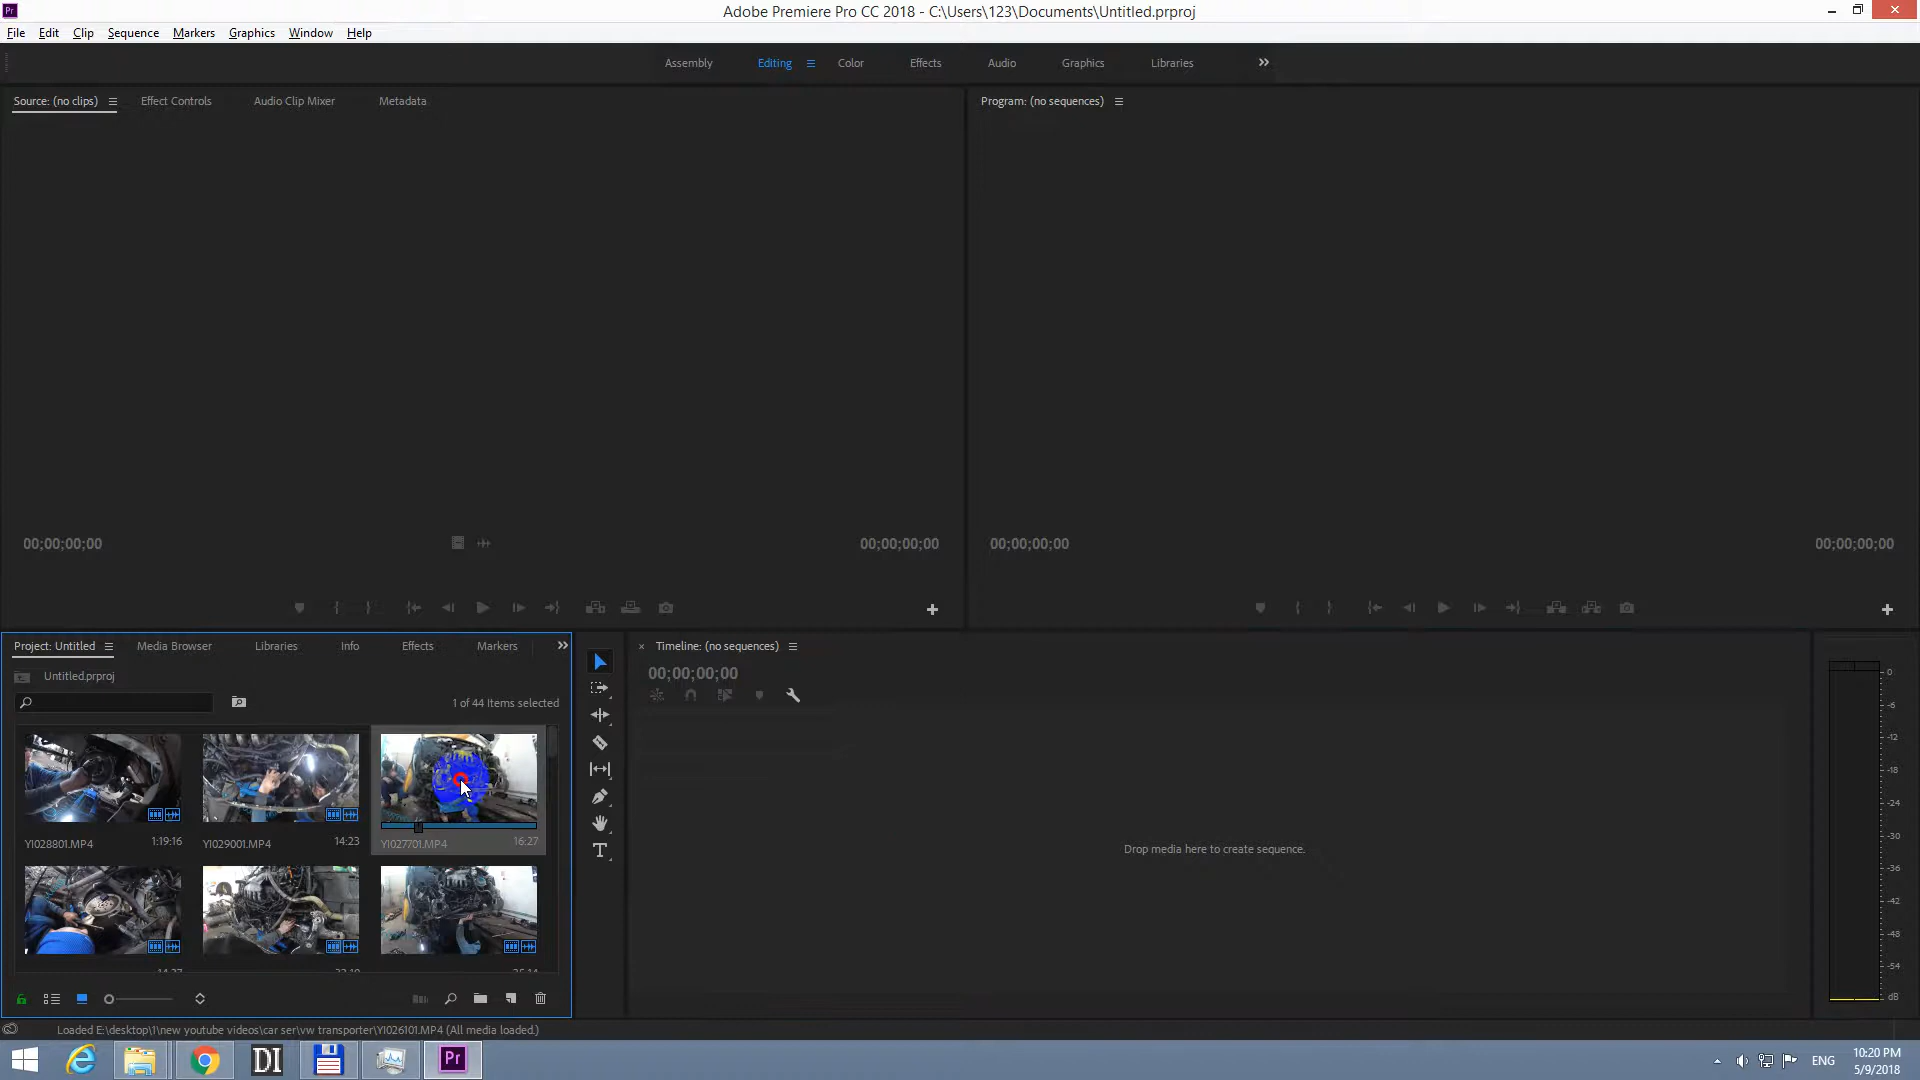 Pr
Adobe Premiere Pro CC 2018 - C:\Users\123\Documents\Untitled.prproj
File Edit Clip Sequence Markers Graphics Window Help
Assembly Editing Color Effects Audio Graphics Libraries
Source: (no clips) Effect Controls Audio Clip Mixer Metadata
Program: (no sequences)
00;00;00;00 00;00;00;00
00;00;00;00 00;00;00;00
Project: Untitled Media Browser Libraries Info Effects Markers
Untitled.prproj
1 of 44 Items selected
YI028801.MP4 1:19:16
YI029001.MP4 14:23
YI027701.MP4 16:27
Timeline: (no sequences)
00;00;00;00
Drop media here to create sequence.
0
-6
-12
-18
-24
-30
-36
-42
-48
-54
dB
T
Loaded E:\desktop\1\new youtube videos\car ser\vw transporter\YI026101.MP4 (All media loaded.)
DI
Pr
ENG
10:20 PM
5/9/2018